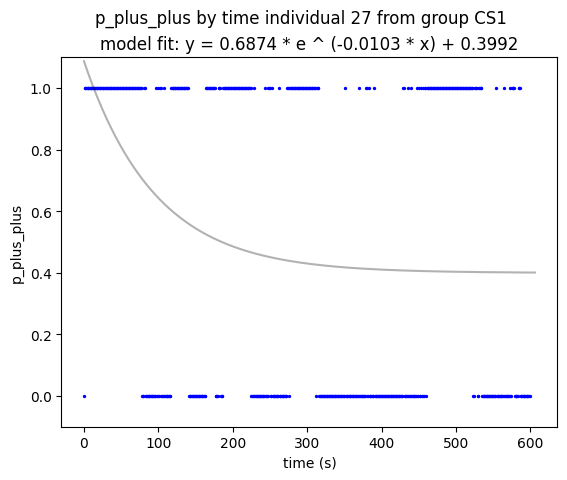 p_plus_plus by time individual 27 from group CS1
model fit: y = 0.6874 * e ^ (-0.0103 * x) + 0.3992
1.0
0.8
0.6
0.4
0.2
0.0
p_plus_plus
0 100 200 300 400 500 600
time (s)